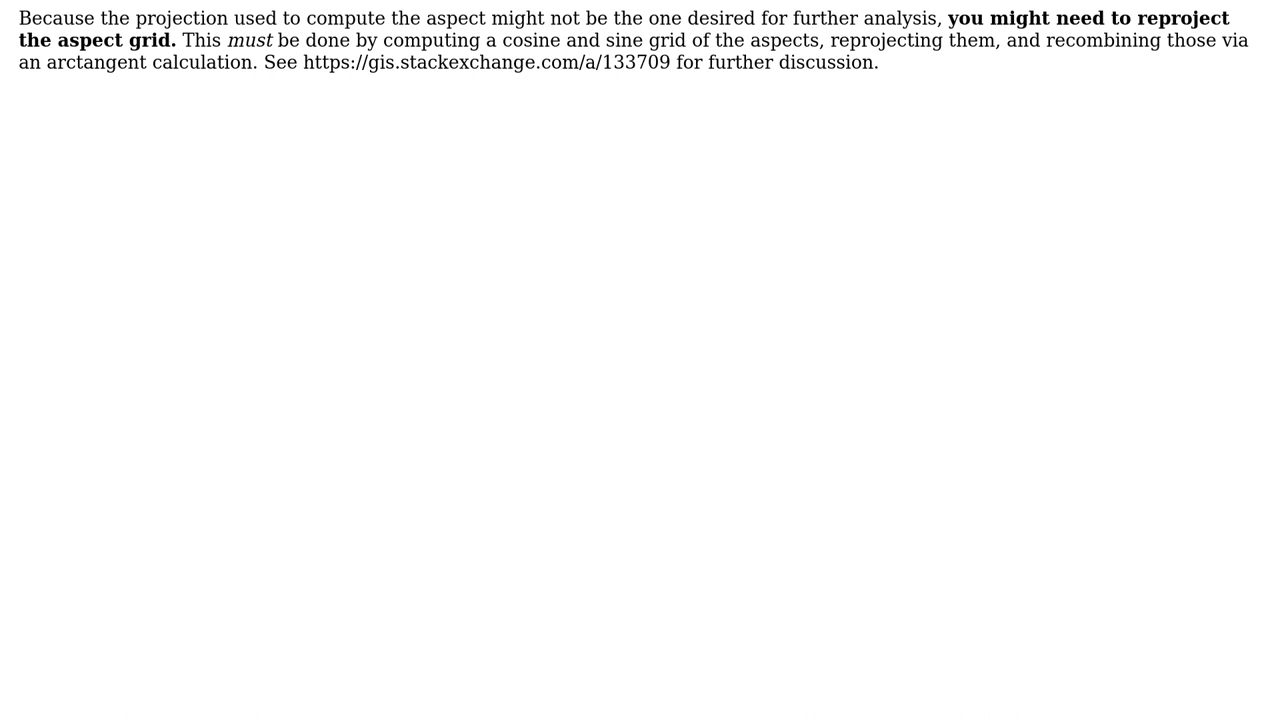 Because the projection used to compute the aspect might not be the one desired for further analysis, you might need to reproject
the aspect grid. This must be done by computing a cosine and sine grid of the aspects, reprojecting them, and recombining those via
an arctangent calculation. See https://gis.stackexchange.com/a/133709 for further discussion.